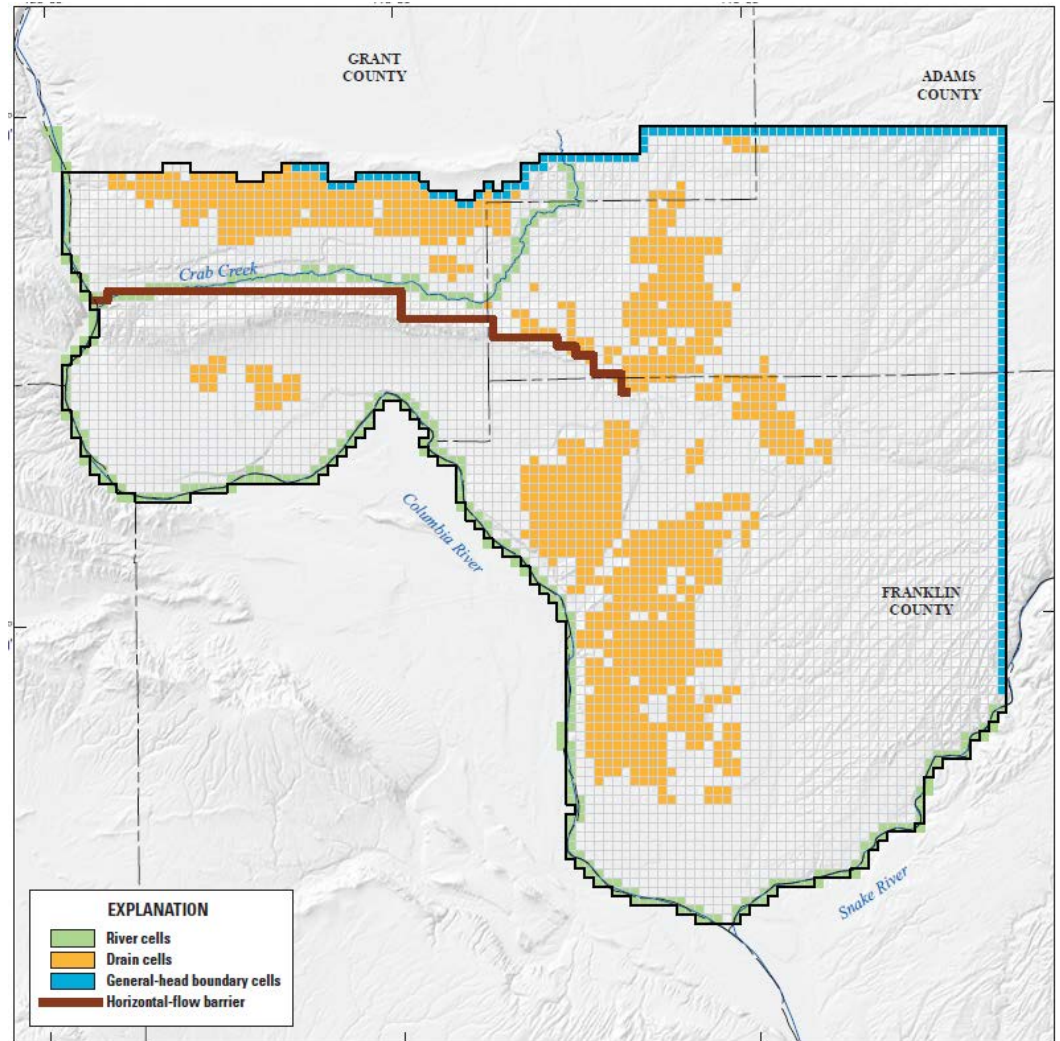 GRANT
COUNTY
ADAMS
COUNTY
Crab Creek
Columbia River
FRANKLIN
COUNTY
Snake River
EXPLANATION
River cells
Drain cells
General-head boundary cells
Horizontal-flow barrier